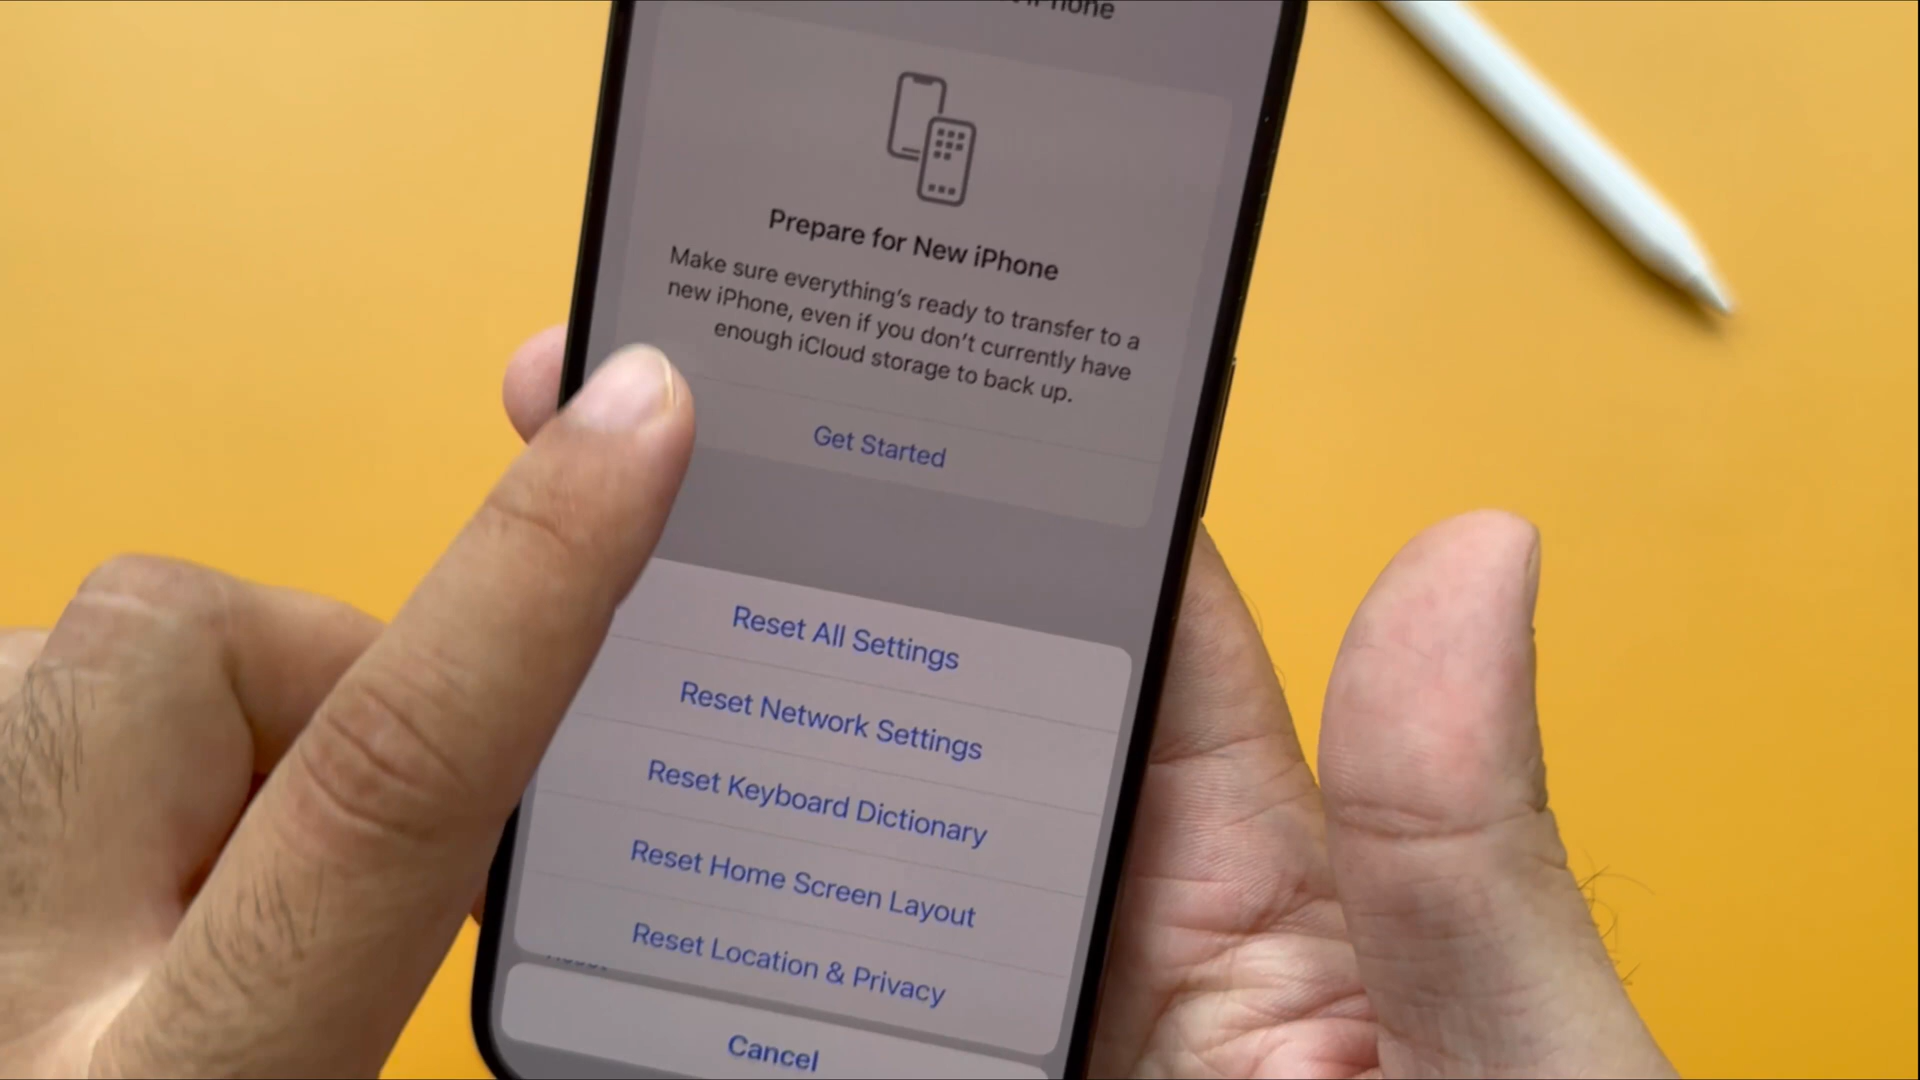 iPhone
Prepare for New iPhone
Make sure everything's ready to transfer to a
new iPhone, even if you don't currently have
enough iCloud storage to back up.
Get Started
Reset All Settings
Reset Network Settings
Reset Keyboard Dictionary
Reset Home Screen Layout
Reset Location & Privacy
Cancel